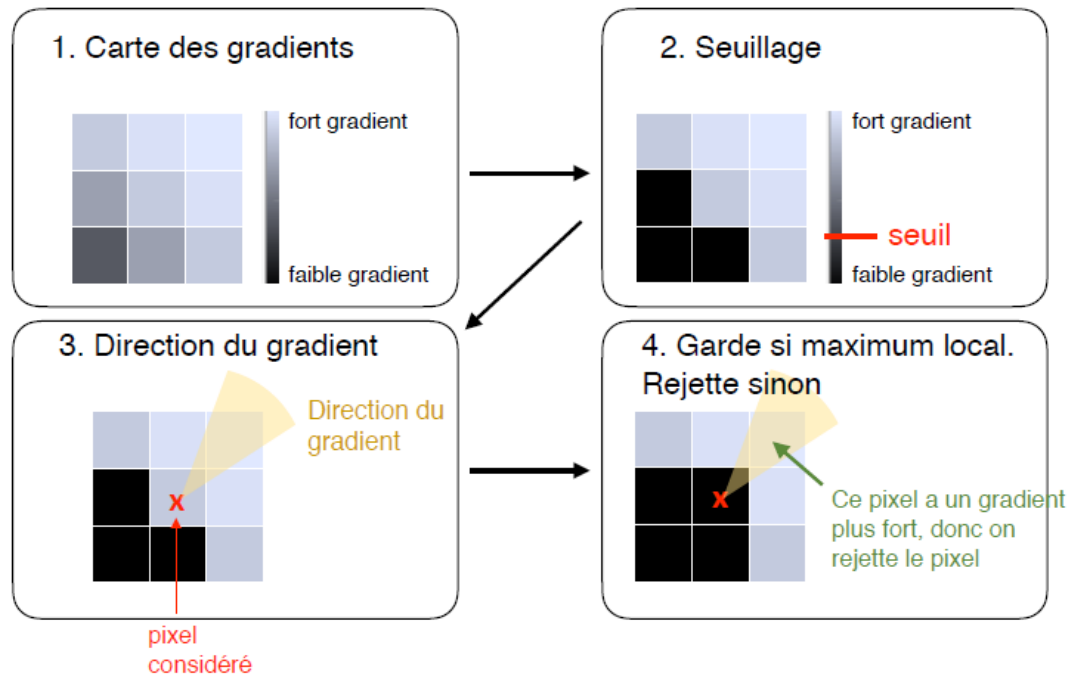 1. Carte des gradients
fort gradient
faible gradient
2. Seuillage
fort gradient
seuil
faible gradient
3. Direction du gradient
Direction du
gradient
x
pixel
considéré
4. Garde si maximum local.
Rejette sinon
x
Ce pixel a un gradient
plus fort, donc on
rejette le pixel